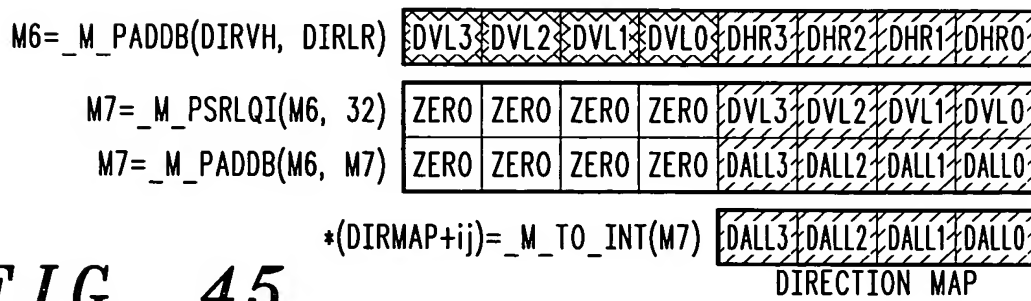 M6=_M_PADDB(DIRVH, DIRLR) DVL3 DVL2 DVL1 DVL0 DHR3 DHR2 DHR1 DHR0
M7=_M_PSRLQI(M6, 32) ZERO ZERO ZERO ZERO DVL3 DVL2 DVL1 DVL0
M7=_M_PADDB(M6, M7) ZERO ZERO ZERO ZERO DALL3 DALL2 DALL1 DALL0
*(DIRMAP+ij)=_M_TO_INT(M7) DALL3 DALL2 DALL1 DALL0
DIRECTION MAP
FIG. 45